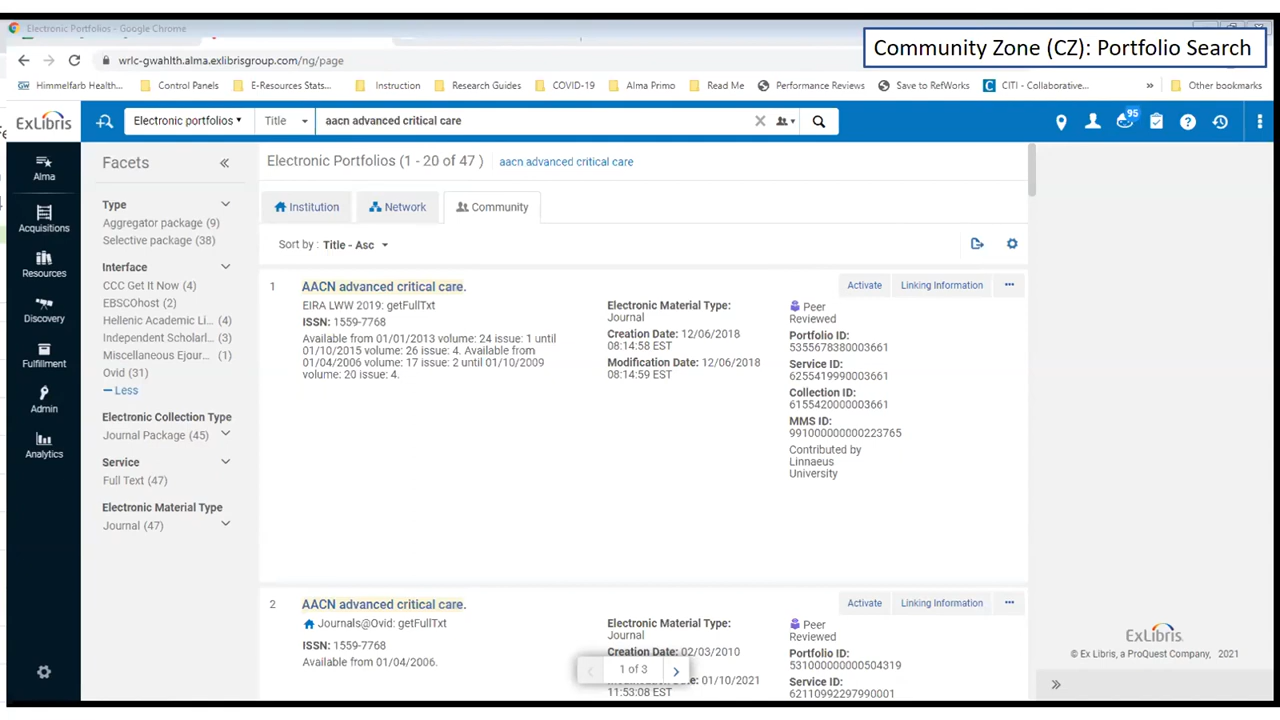 Electronic Portfolios - Google Chrome
Community Zone (CZ): Portfolio Search
wrlc-gwahlth.alma.exlibrisgroup.com/ng/page
GW Himmelfarb Health... Control Panels E-Resources Stats... Instruction Research Guides COVID-19 Alma Primo Read Me Performance Reviews Save to RefWorks CITI - Collaborative... » Other bookmarks
ExLibris Electronic portfolios Title aacn advanced critical care 95
Alma
Acquisitions
Resources
Discovery
Fulfillment
Admin
Analytics
Facets
Type
Aggregator package (9)
Selective package (38)
Interface
CCC Get It Now (4)
EBSCOhost (2)
Hellenic Academic Li... (4)
Independent Scholarl... (3)
Miscellaneous Ejour... (1)
Ovid (31)
Less
Electronic Collection Type
Journal Package (45)
Service
Full Text (47)
Electronic Material Type
Journal (47)
Electronic Portfolios (1 - 20 of 47 ) aacn advanced critical care
Institution Network Community
Sort by : Title - Asc
1 AACN advanced critical care. Activate Linking Information
EIRA LWW 2019: getFullTxt
ISSN: 1559-7768
Available from 01/01/2013 volume: 24 issue: 1 until
01/10/2015 volume: 26 issue: 4. Available from
01/04/2006 volume: 17 issue: 2 until 01/10/2009
volume: 20 issue: 4.
Electronic Material Type:
Journal
Creation Date: 12/06/2018
08:14:58 EST
Modification Date: 12/06/2018
08:14:59 EST
Peer
Reviewed
Portfolio ID:
5355678380003661
Service ID:
6255419990003661
Collection ID:
6155420000003661
MMS ID:
991000000000223765
Contributed by
Linnaeus
University
2 AACN advanced critical care. Activate Linking Information
Journals@Ovid: getFullTxt
ISSN: 1559-7768
Available from 01/04/2006.
Electronic Material Type:
Journal
Creation Date: 02/03/2010
Date: 01/10/2021
11:53:08 EST
Peer
Reviewed
Portfolio ID:
531000000000504319
Service ID:
62110992297990001
1 of 3
ExLibris
© Ex Libris, a ProQuest Company, 2021